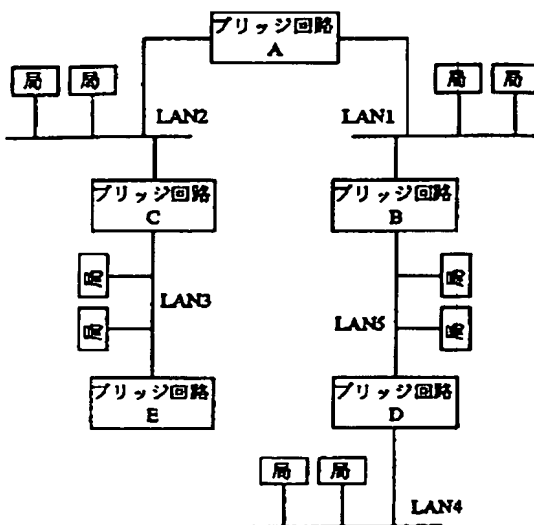 ブリッジ回路
A
局 局
局 局
LAN2
LAN1
ブリッジ回路
C
ブリッジ回路
B
局
局
LAN3
局
局
LAN5
ブリッジ回路
E
ブリッジ回路
D
局 局
LAN4